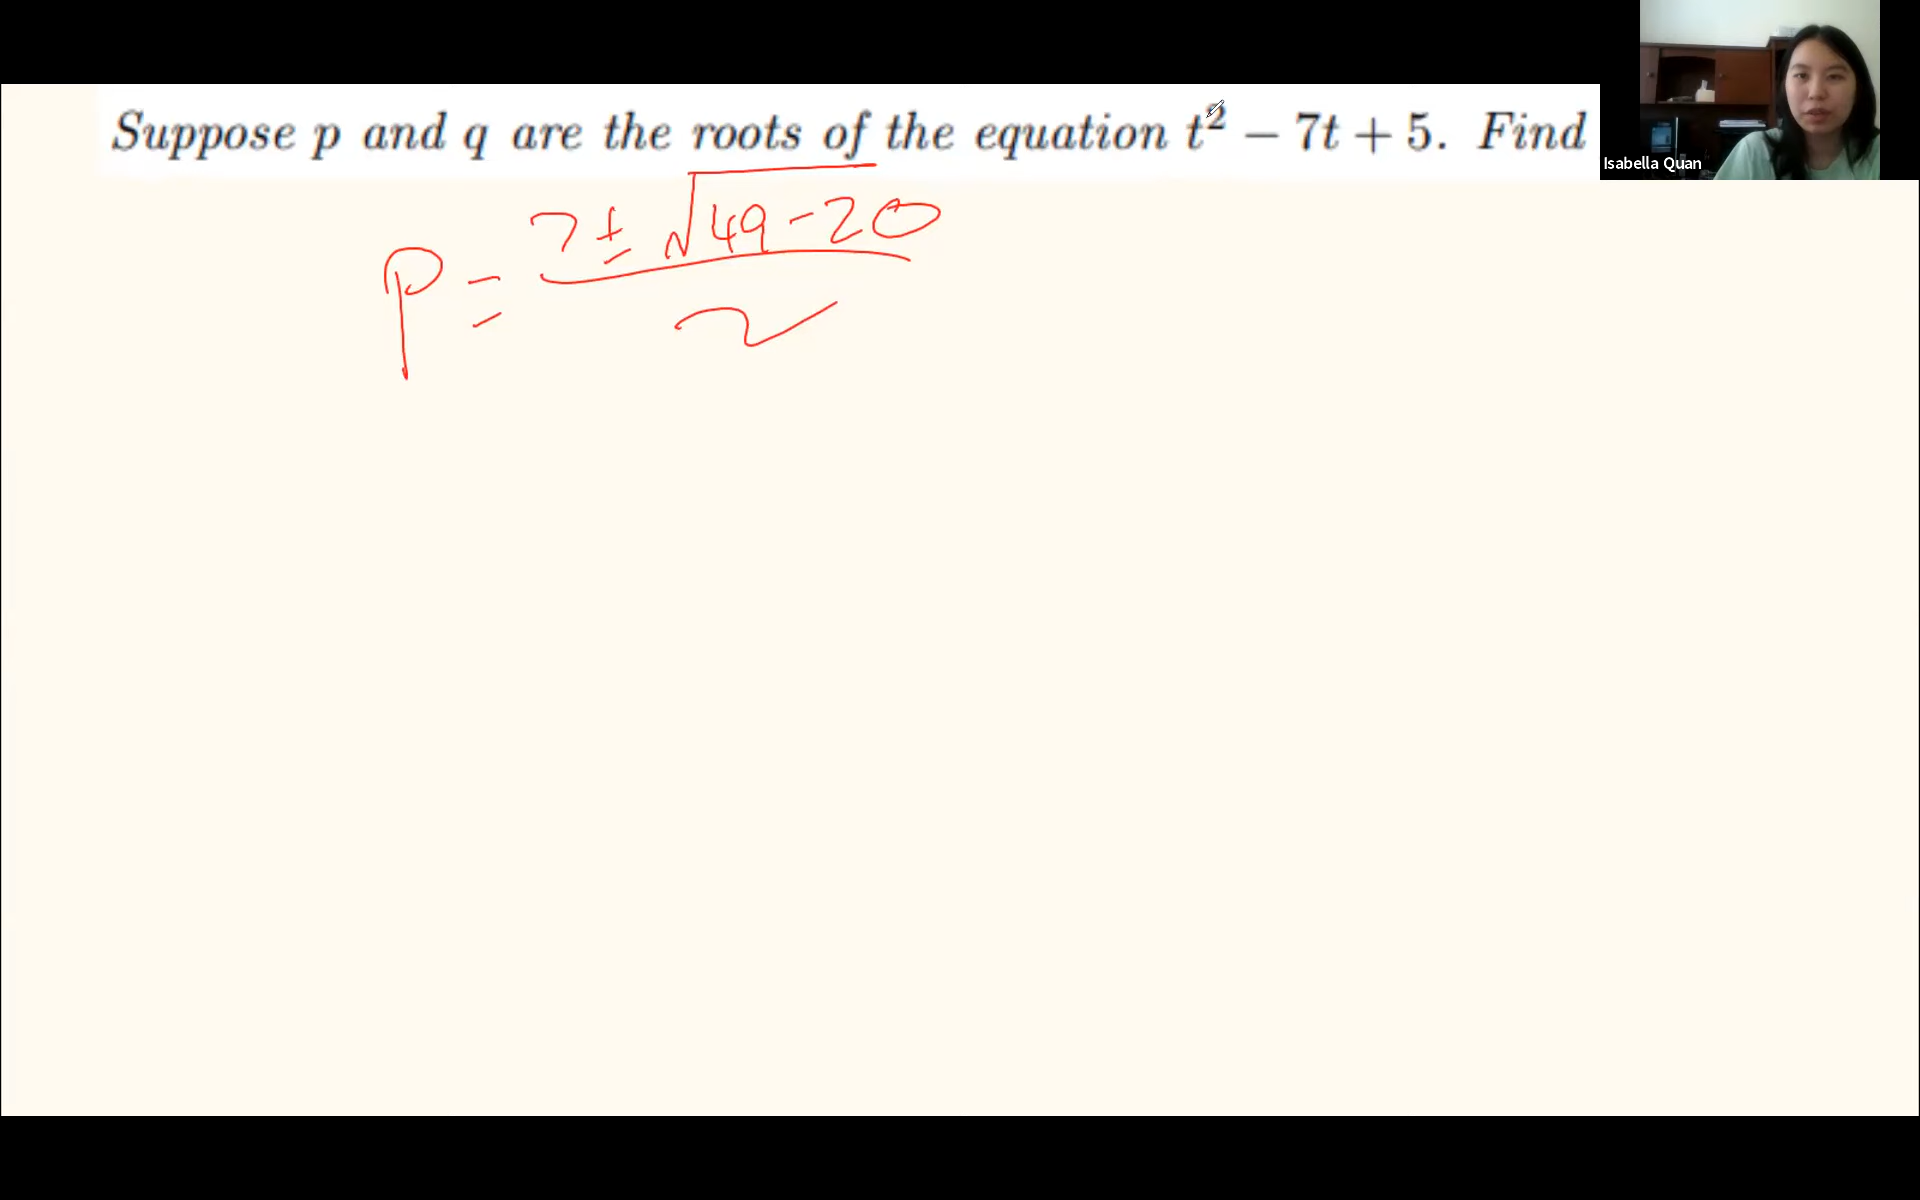 Suppose p and q are the roots of the equation t² − 7t + 5. Find
Isabella Quan
p = 7 ± √49 - 20
2